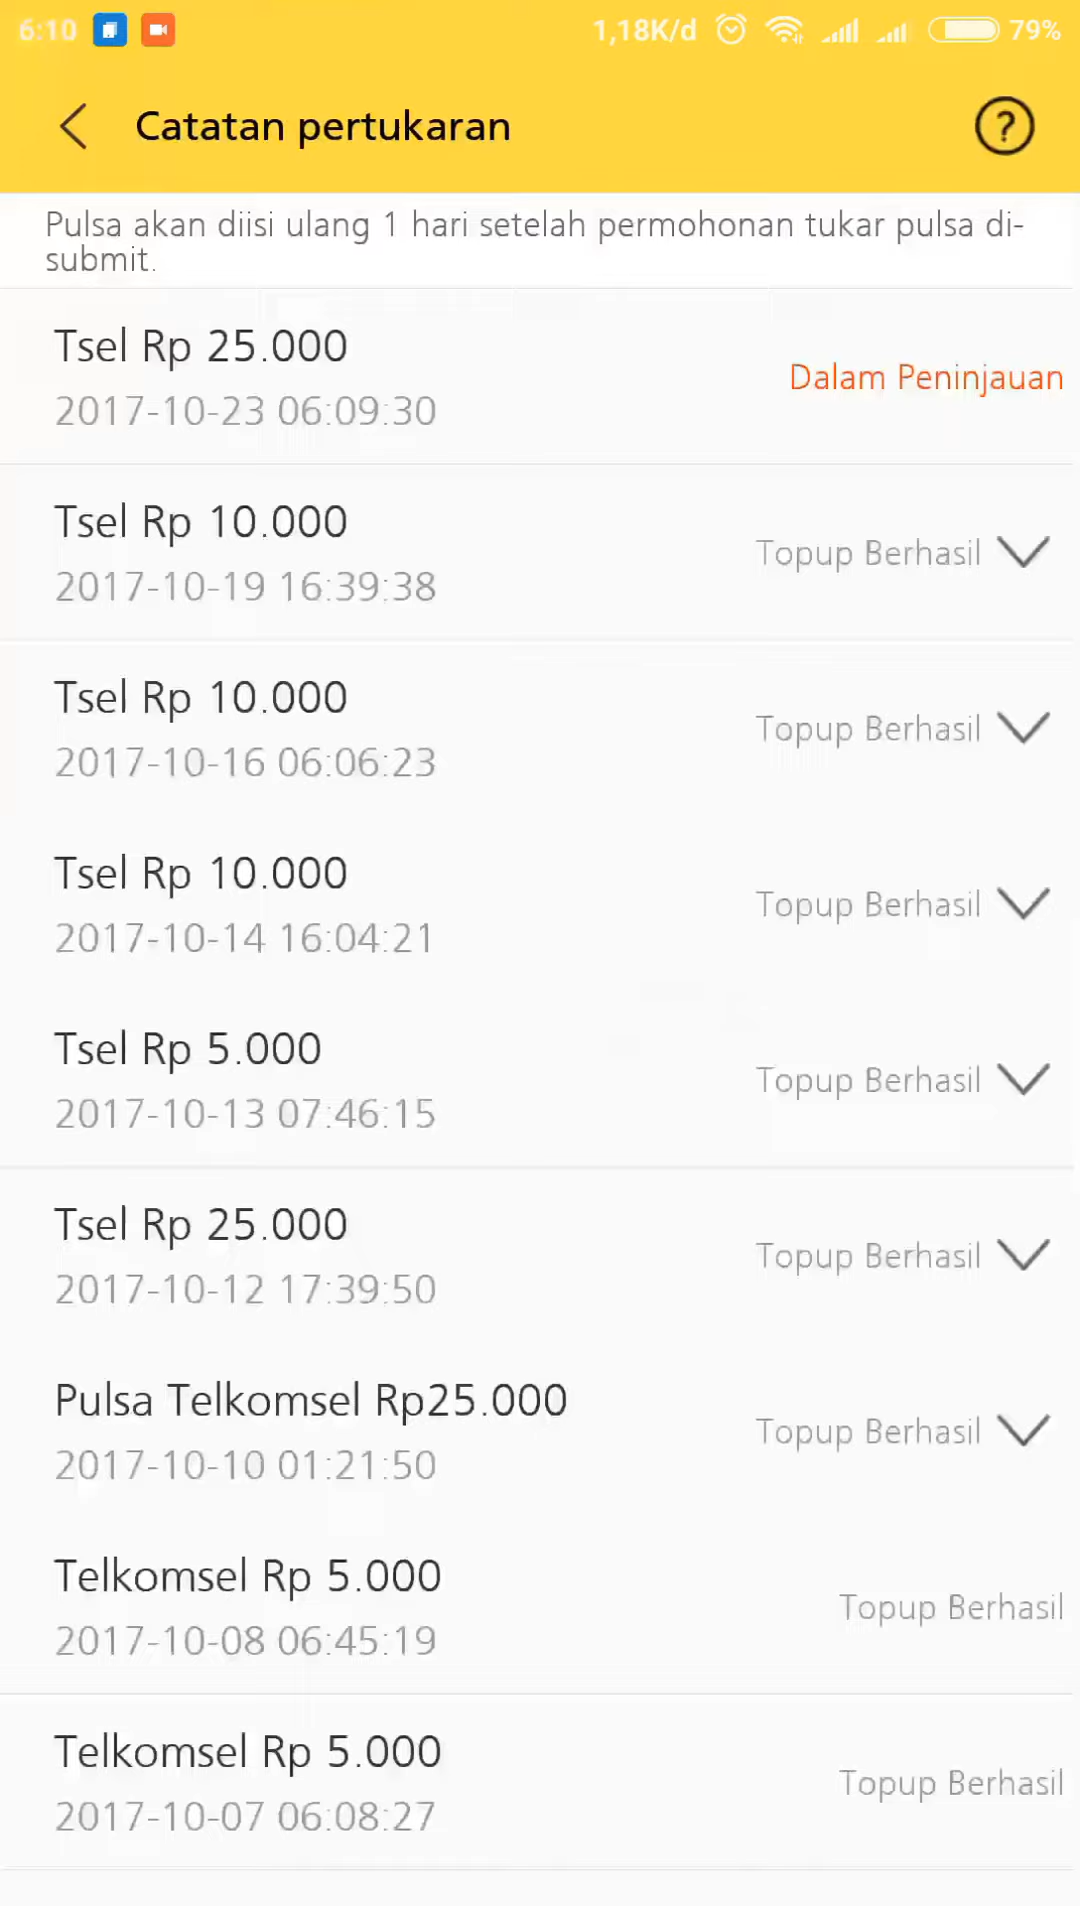 6:10 1,18K/d 79%
Catatan pertukaran ?
Pulsa akan diisi ulang 1 hari setelah permohonan tukar pulsa di-
submit.
Tsel Rp 25.000
2017-10-23 06:09:30
Dalam Peninjauan
Tsel Rp 10.000
2017-10-19 16:39:38
Topup Berhasil
Tsel Rp 10.000
2017-10-16 06:06:23
Topup Berhasil
Tsel Rp 10.000
2017-10-14 16:04:21
Topup Berhasil
Tsel Rp 5.000
2017-10-13 07:46:15
Topup Berhasil
Tsel Rp 25.000
2017-10-12 17:39:50
Topup Berhasil
Pulsa Telkomsel Rp25.000
2017-10-10 01:21:50
Topup Berhasil
Telkomsel Rp 5.000
2017-10-08 06:45:19
Topup Berhasil
Telkomsel Rp 5.000
2017-10-07 06:08:27
Topup Berhasil